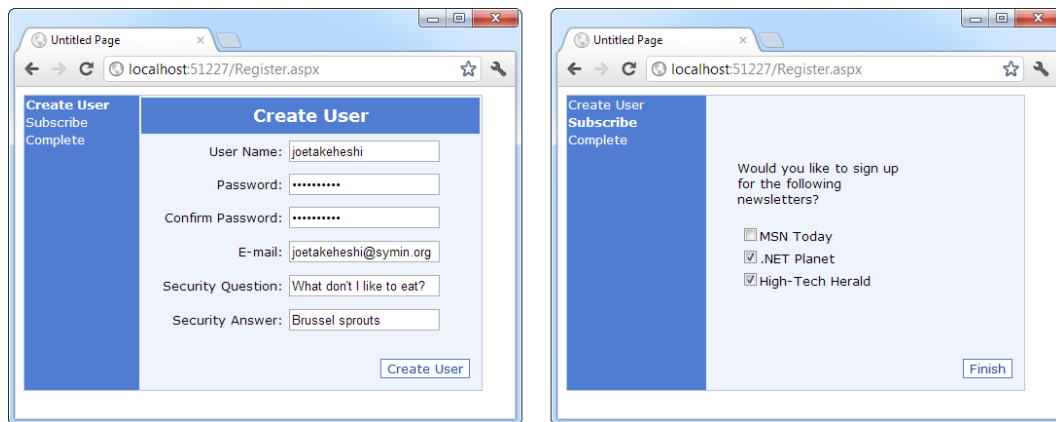 Untitled Page
localhost:51227/Register.aspx
Create User
Subscribe
Complete
Create User
User Name: joetakeheshi
Password: ••••••••••
Confirm Password: ••••••••••
E-mail: joetakeheshi@symin.org
Security Question: What don't I like to eat?
Security Answer: Brussel sprouts
Create User
Untitled Page
localhost:51227/Register.aspx
Create User
Subscribe
Complete
Would you like to sign up
for the following
newsletters?
MSN Today
.NET Planet
High-Tech Herald
Finish